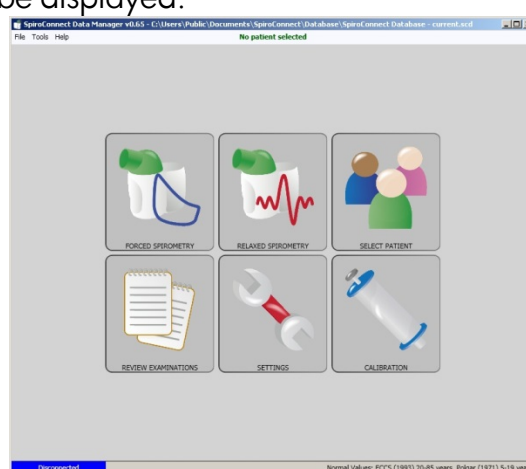 be displayed.
SpiroConnect Data Manager v0.65 - C:\Users\Public\Documents\SpiroConnect\Database\SpiroConnect Database - current.scd
File Tools Help
No patient selected
FORCED SPIROMETRY
RELAXED SPIROMETRY
SELECT PATIENT
REVIEW EXAMINATIONS
SETTINGS
CALIBRATION
Disconnected
Normal Values: ECCS (1993) 20-85 years, Polgar (1971) 5-19